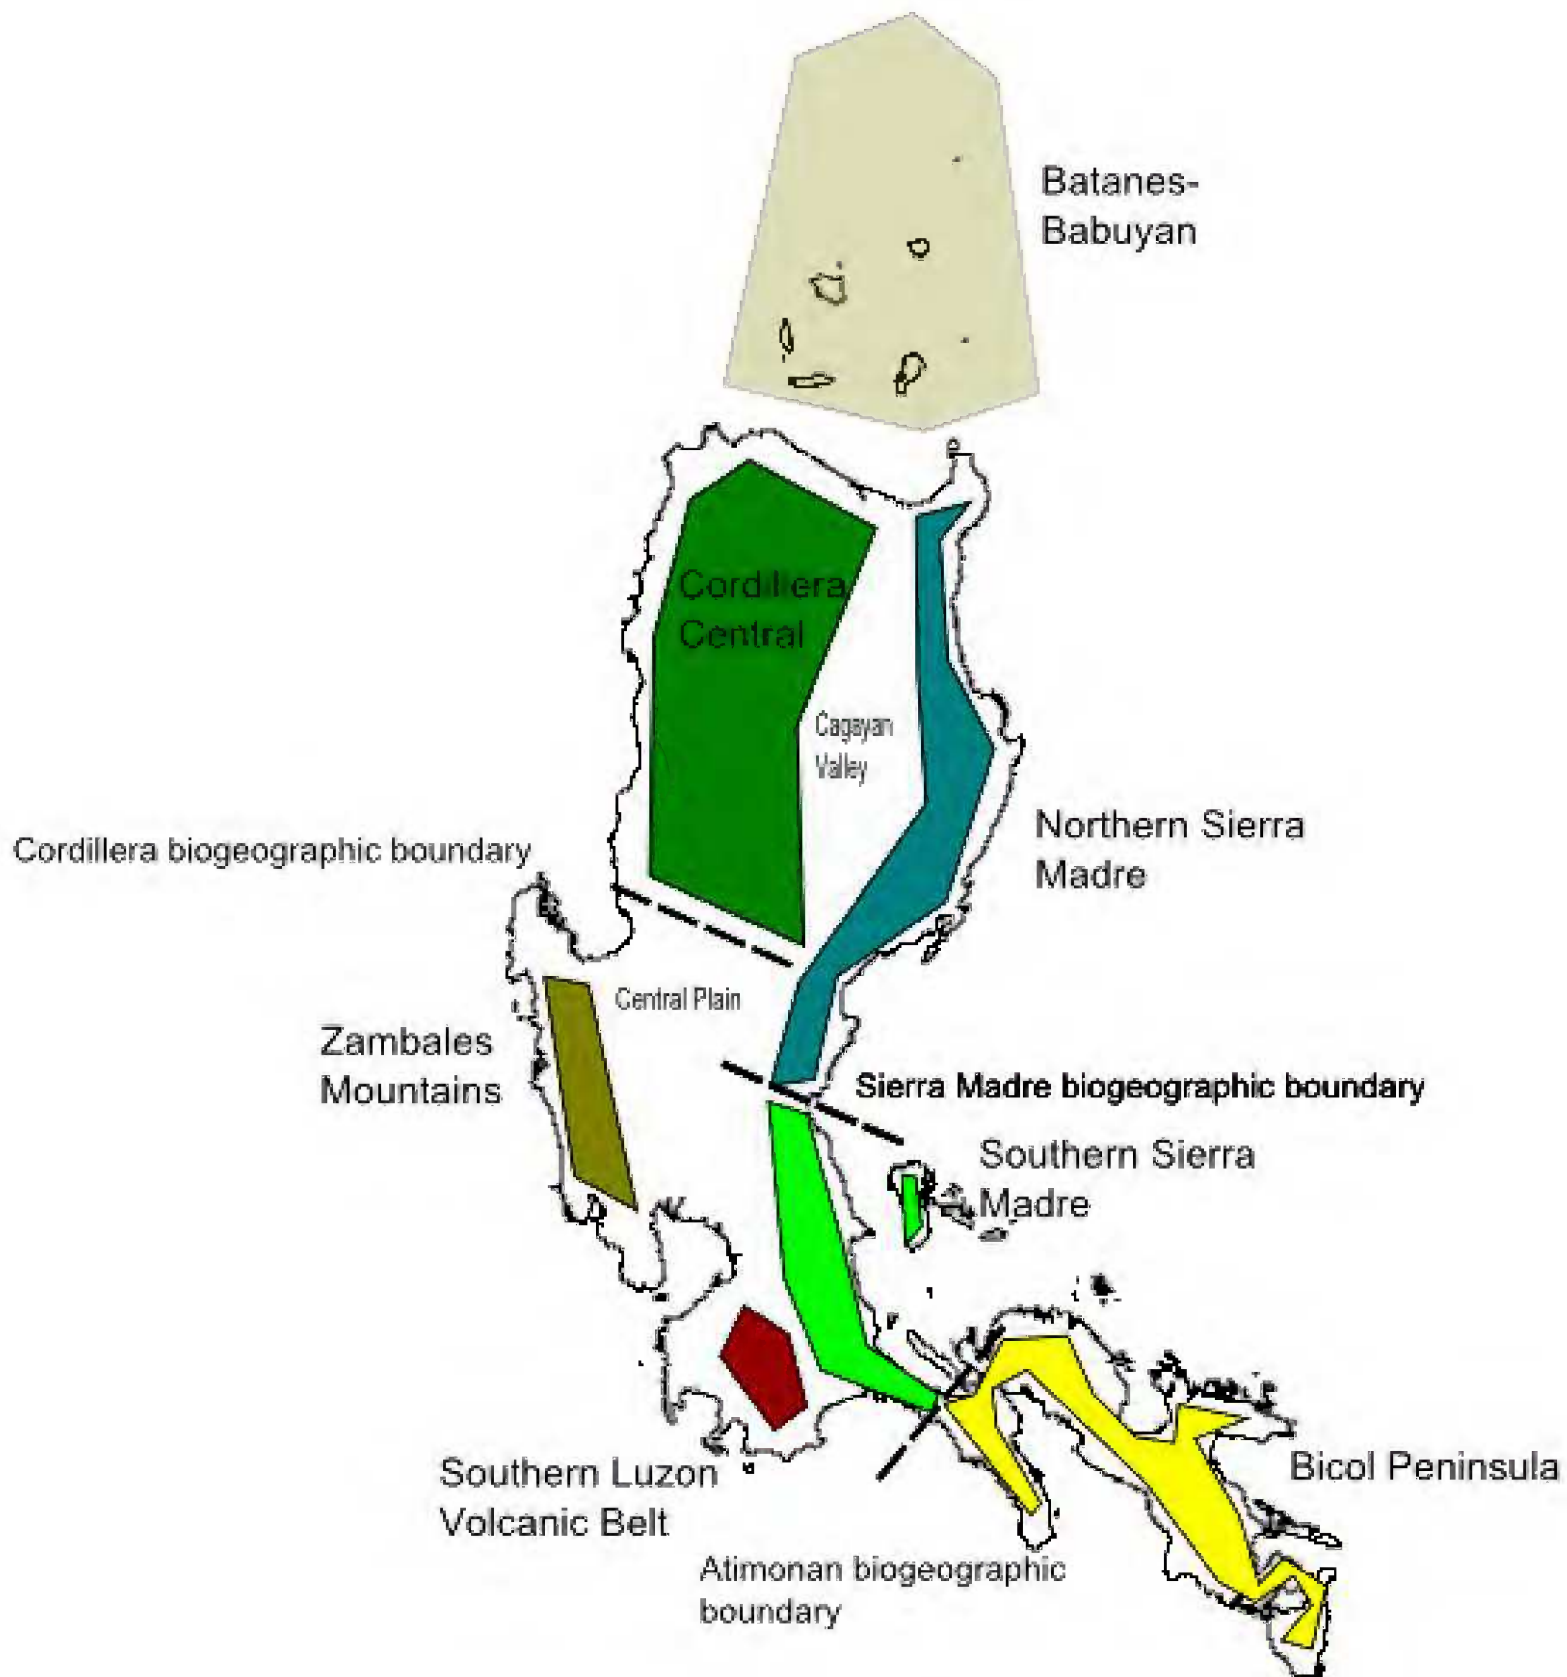 Batanes-
Babuyan
Cordillera
Central
Cagayan
Valley
Northern Sierra
Madre
Cordillera biogeographic boundary
Central Plain
Zambales
Mountains
Sierra Madre biogeographic boundary
Southern Sierra
Madre
Bicol Peninsula
Southern Luzon
Volcanic Belt
Atimonan biogeographic
boundary